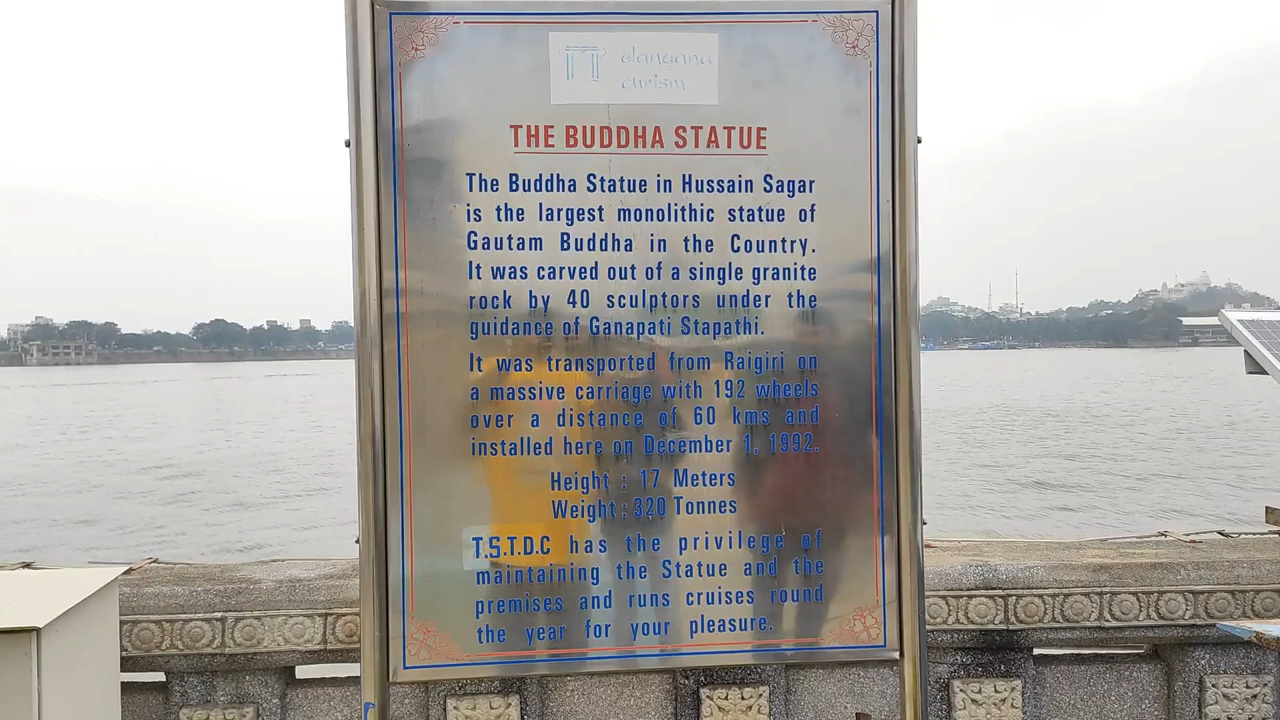 elangana
ourism
THE BUDDHA STATUE
The Buddha Statue in Hussain Sagar
is the largest monolithic statue of
Gautam Buddha in the Country.
It was carved out of a single granite
rock by 40 sculptors under the
guidance of Ganapati Stapathi.
It was transported from Raigiri on
a massive carriage with 192 wheels
over a distance of 60 kms and
installed here on December 1, 1992.
Height : 17 Meters
Weight : 320 Tonnes
T.S.T.D.C has the privilege of
maintaining the Statue and the
premises and runs cruises round
the year for your pleasure.